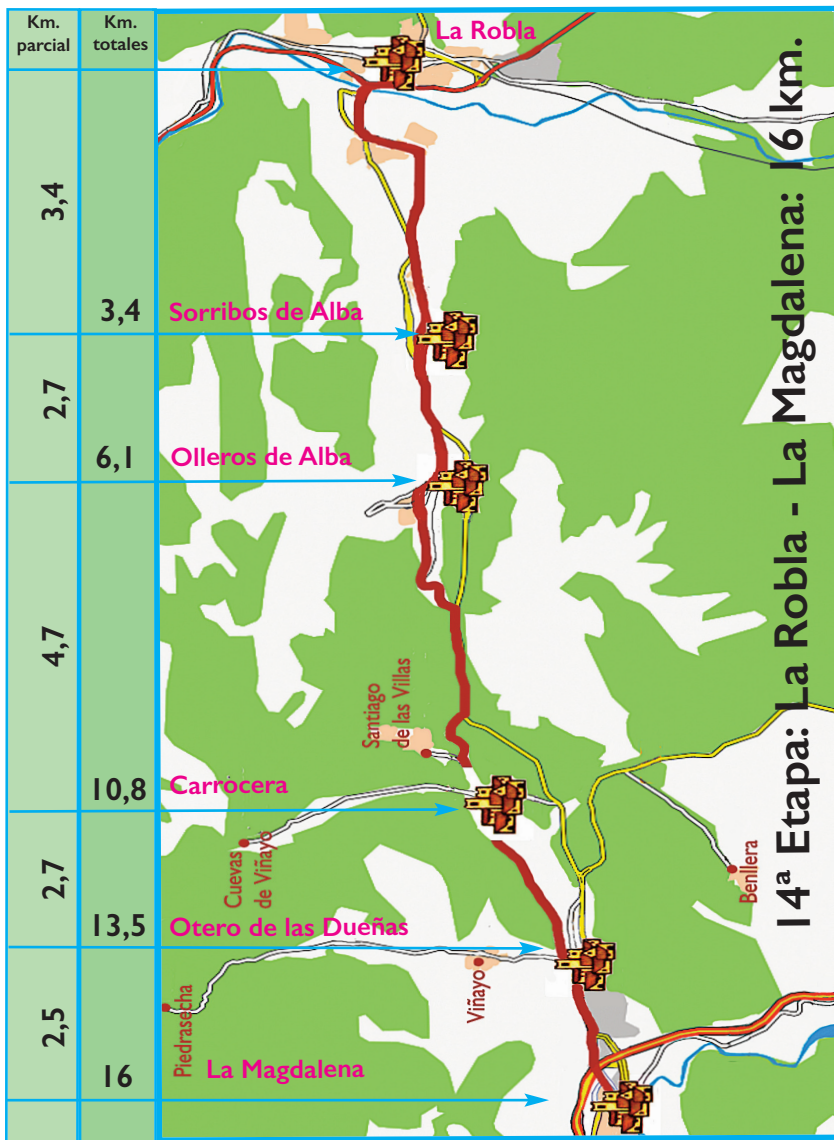 Km.
parcial
Km.
totales
La Robla
3,4
3,4
Sorribos de Alba
2,7
6,1
Olleros de Alba
4,7
Santiago
de las Villas
10,8
Carrocera
Cuevas
de Viñayo
Benllera
2,7
13,5
Otero de las Dueñas
Viñayo
Piedrasecha
2,5
La Magdalena
16
14ª Etapa: La Robla - La Magdalena: 16 km.